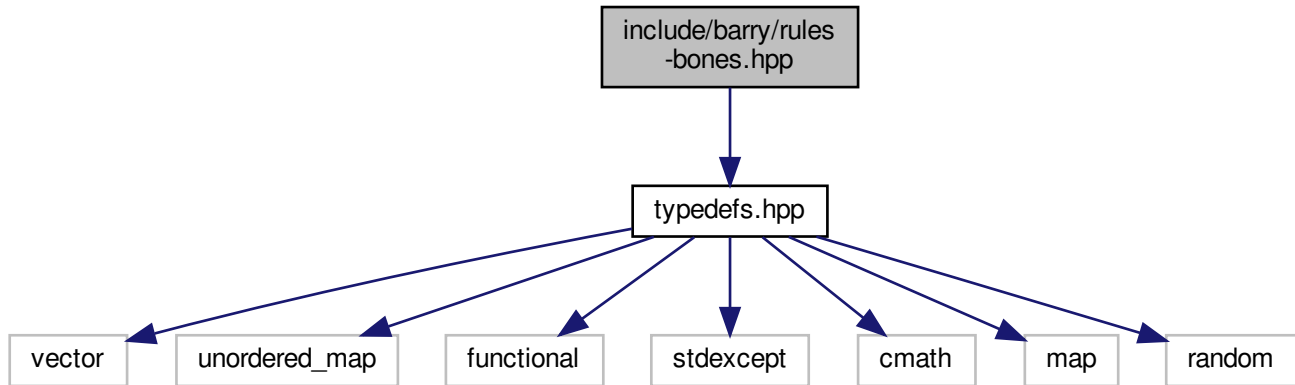 include/barry/rules
-bones.hpp
typedefs.hpp
vector
unordered_map
functional
stdexcept
cmath
map
random